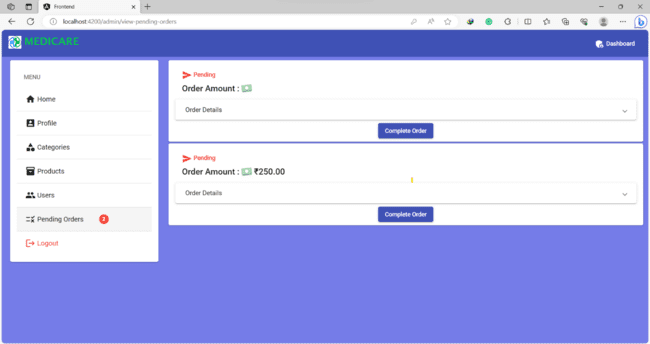 Frontend
localhost:4200/admin/view-pending-orders
MEDICARE
Dashboard
MENU
Home
Profile
Categories
Products
Users
Pending Orders 2
Logout
Pending
Order Amount :
Order Details
Complete Order
Pending
Order Amount : ₹250.00
Order Details
Complete Order